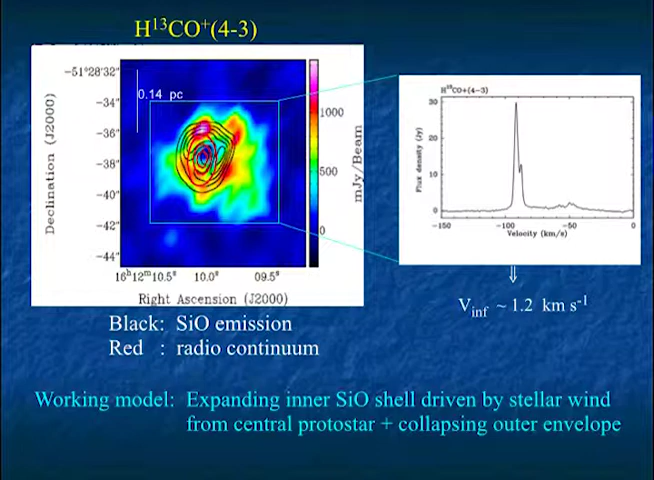 H¹³CO⁺(4-3)
−51°28'32"
−34"
−36"
−38"
−40"
−42"
−44"
0.14 pc
Declination (J2000)
1000
500
0
mJy/Beam
16ʰ12ᵐ10.5ˢ 10.0ˢ 09.5ˢ
Right Ascension (J2000)
H¹³CO+(4−3)
Flux density (Jy)
30
20
10
0
−150 −100 −50 0
Velocity (km/s)
⇓
V_inf ~ 1.2 km s⁻¹
Black: SiO emission
Red : radio continuum
Working model: Expanding inner SiO shell driven by stellar wind
from central protostar + collapsing outer envelope